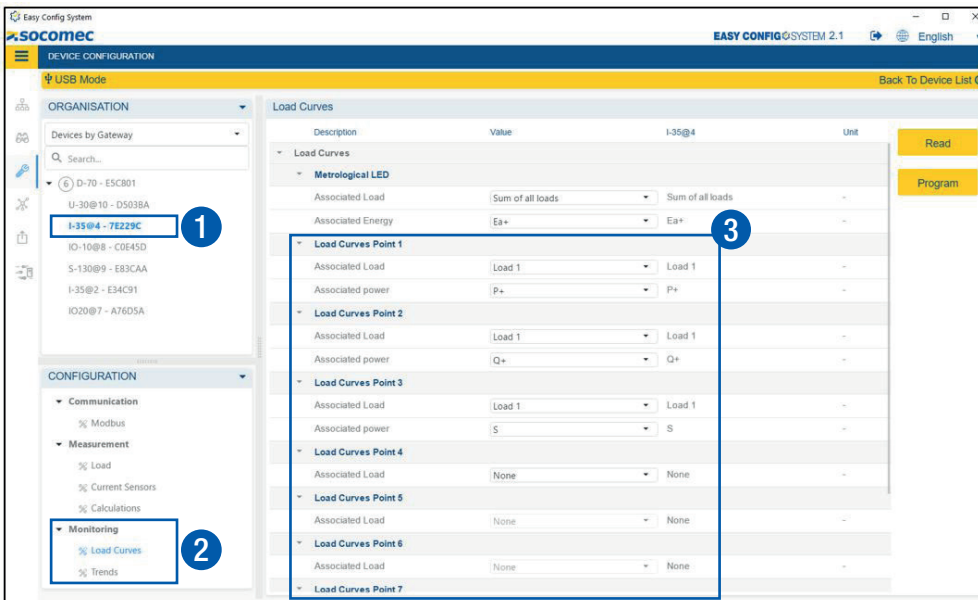 Easy Config System
socomec
EASY CONFIG SYSTEM 2.1
English
DEVICE CONFIGURATION
USB Mode
Back To Device List
ORGANISATION
Devices by Gateway
Search...
6 D-70 - E5C801
U-30@10 - D503BA
I-35@4 - 7E229C
1
IO-10@8 - C0E45D
S-130@9 - E83CAA
I-35@2 - E34C91
IO20@7 - A76D5A
CONFIGURATION
Communication
Modbus
Measurement
Load
Current Sensors
Calculations
Monitoring
Load Curves
Trends
2
Load Curves
Description Value I-35@4 Unit
Load Curves
Metrological LED
Associated Load Sum of all loads Sum of all loads -
Associated Energy Ea+ Ea+ -
3
Load Curves Point 1
Associated Load Load 1 Load 1 -
Associated power P+ P+ -
Load Curves Point 2
Associated Load Load 1 Load 1 -
Associated power Q+ Q+ -
Load Curves Point 3
Associated Load Load 1 Load 1 -
Associated power S S -
Load Curves Point 4
Associated Load None None -
Load Curves Point 5
Associated Load None None -
Load Curves Point 6
Associated Load None None -
Load Curves Point 7
Read
Program